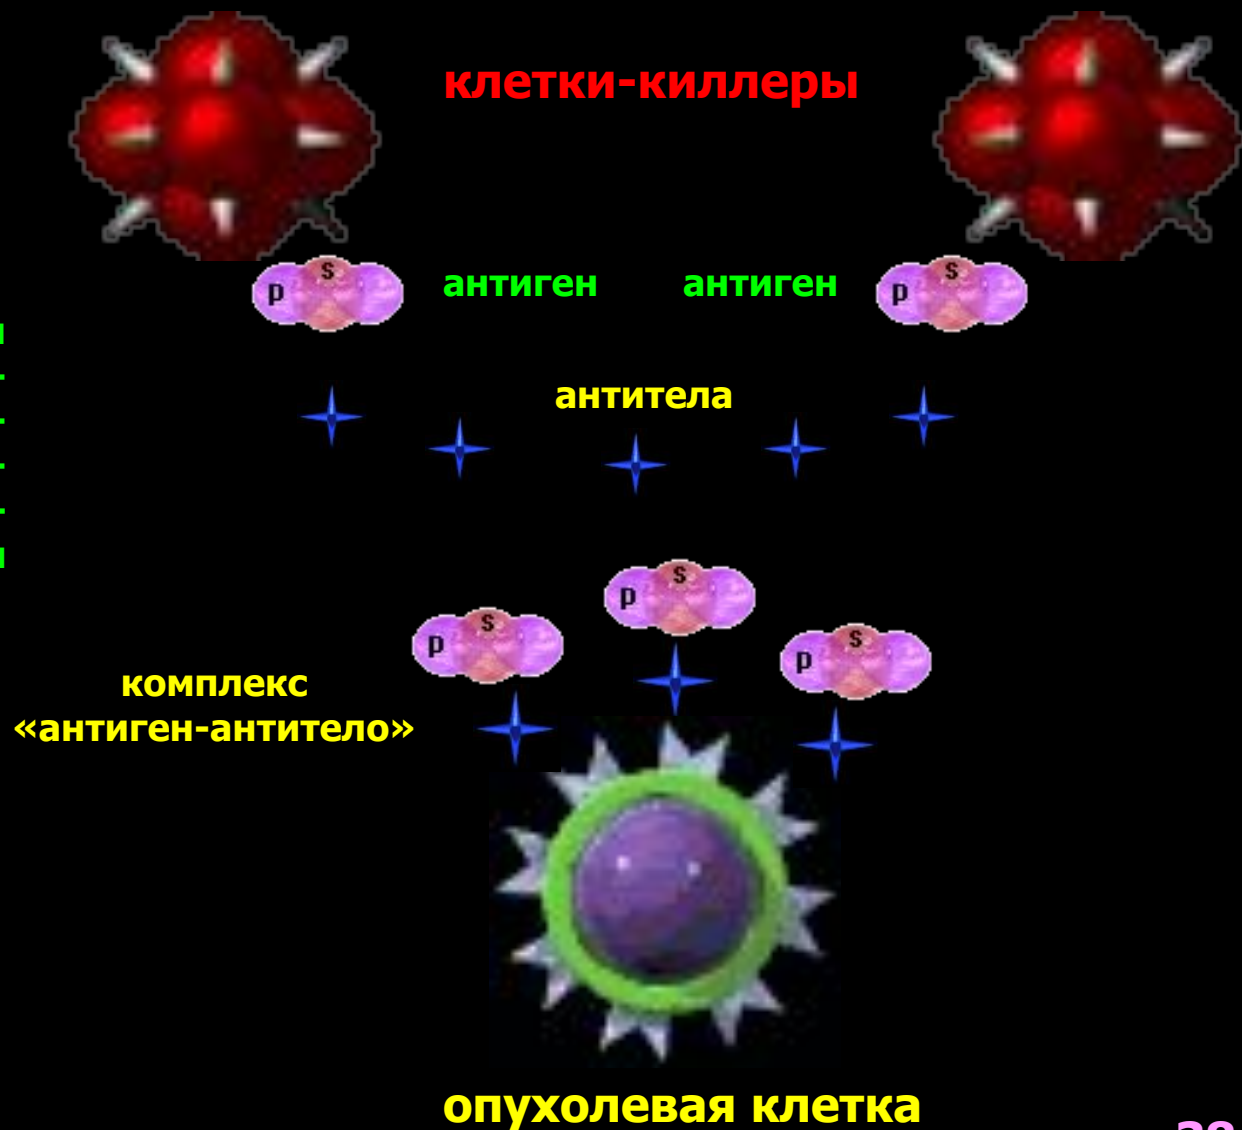 клетки-киллеры
s
p
антиген
антиген
s
p
антитела
s
p
s
p
s
p
комплекс
«антиген-антитело»
опухолевая клетка